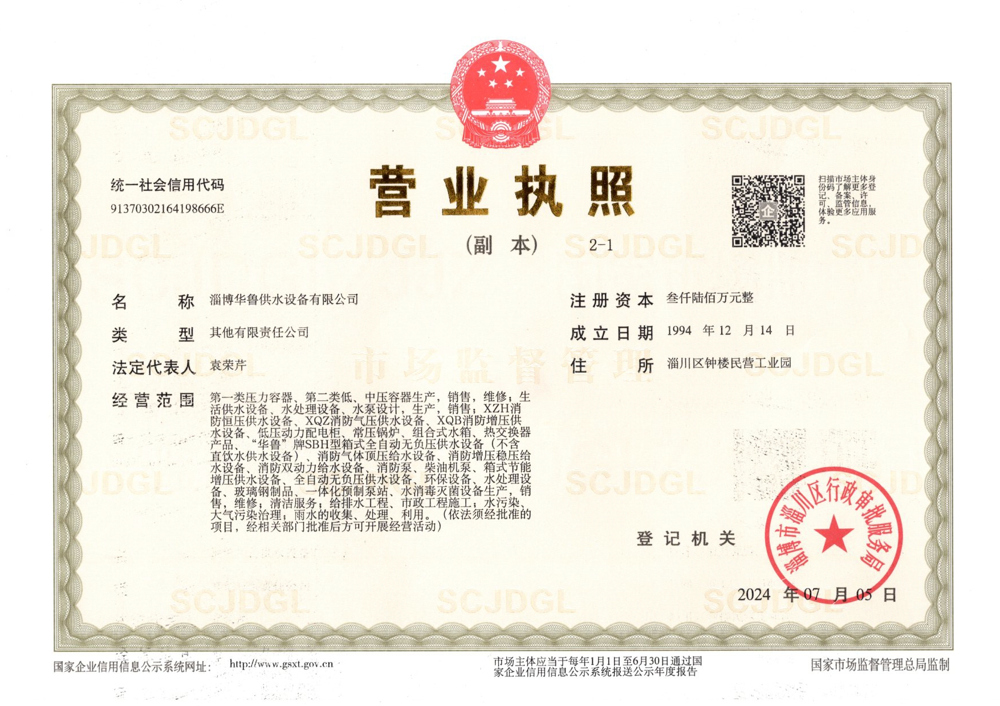 营业执照
(副 本) 2-1
统一社会信用代码
91370302164198666E
企
扫描市场主体身
份码了解更多登
记、备案、许
可、监管信息，
体验更多应用服
务。
名 称 淄博华鲁供水设备有限公司
类 型 其他有限责任公司
法定代表人 袁荣芹
经营范围 第一类压力容器、第二类低、中压容器生产，销售，维修；生
活供水设备、水处理设备、水泵设计，生产，销售；XZH消
防恒压供水设备、XQZ消防气压供水设备、XQB消防增压供
水设备、低压动力配电柜、常压锅炉、组合式水箱、热交换器
产品、“华鲁”牌SBH型箱式全自动无负压供水设备（不含
直饮水供水设备）、消防气体顶压给水设备、消防增压稳压给
水设备、消防双动力给水设备、消防泵、柴油机泵、箱式节能
增压供水设备、全自动无负压供水设备、环保设备、水处理设
备、玻璃钢制品、一体化预制泵站、水消毒灭菌设备生产，销
售，维修；清洁服务；给排水工程、市政工程施工；水污染、
大气污染治理；雨水的收集、处理、利用。（依法须经批准的
项目，经相关部门批准后方可开展经营活动）
注册资本 叁仟陆佰万元整
成立日期 1994 年 12 月 14 日
住 所 淄川区钟楼民营工业园
登记机关
淄博市淄川区行政审批服务局
2024 年 07 月 05 日
SCJDGL
市场监督管理
国家企业信用信息公示系统网址： http://www.gsxt.gov.cn
市场主体应当于每年1月1日至6月30日通过国
家企业信用信息公示系统报送公示年度报告
国家市场监督管理总局监制